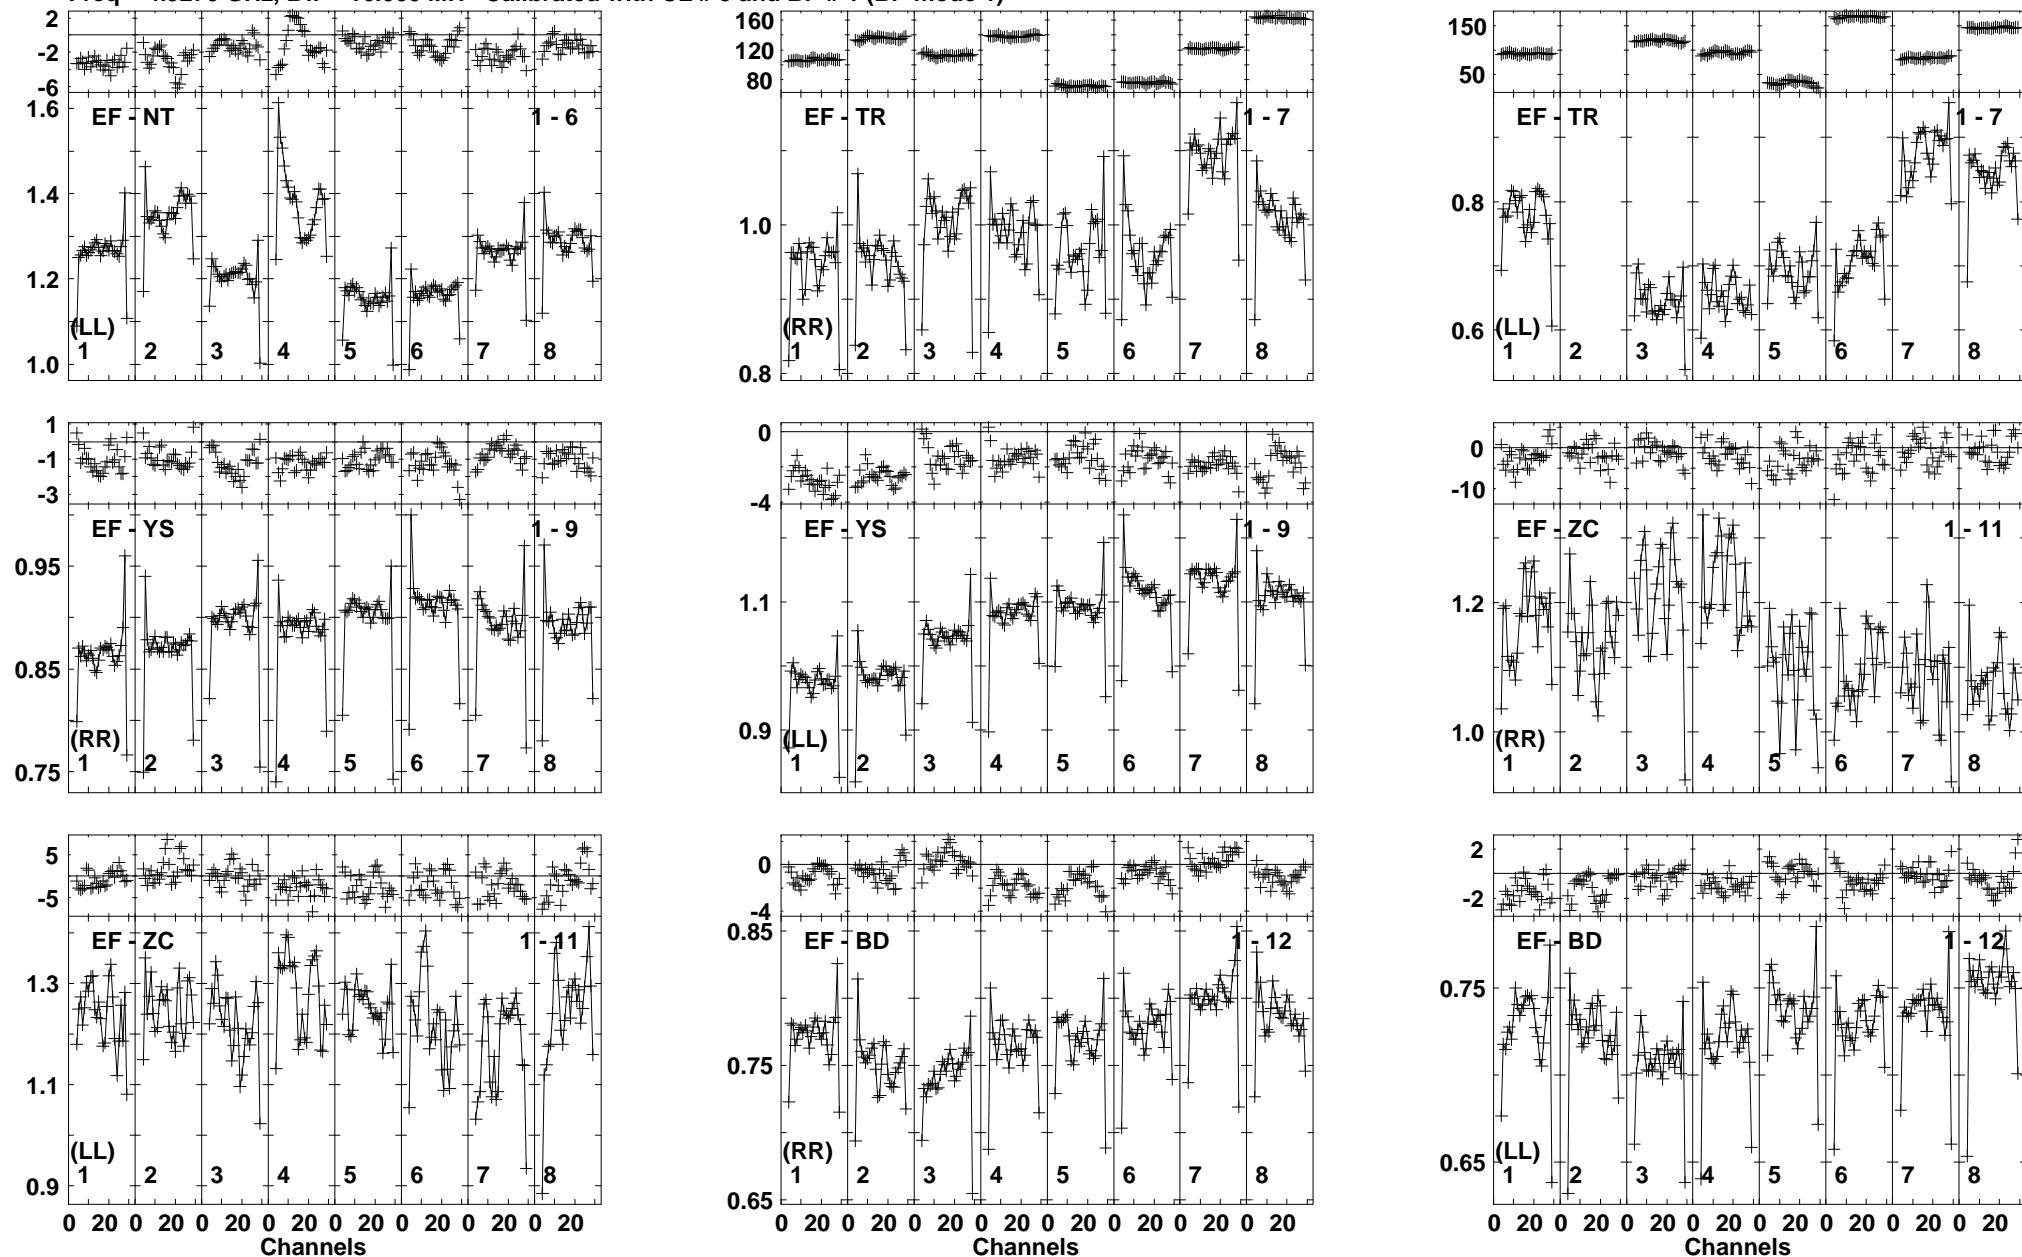 2 0 -2 -6
160 120 80
150 50
1.6 1.4 1.2 1.0
EF - NT 1 - 6
(LL)
1 2 3 4 5 6 7 8
1.0 0.8
EF - TR 1 - 7
(RR)
1 2 3 4 5 6 7 8
0.8 0.6
EF - TR 1 - 7
(LL)
1 2 3 4 5 6 7 8
1 -1 -3
0 -4
0 -10
0.95 0.85 0.75
EF - YS 1 - 9
(RR)
1 2 3 4 5 6 7 8
1.1 0.9
EF - YS 1 - 9
(LL)
1 2 3 4 5 6 7 8
1.2 1.0
EF - ZC 1 - 11
(RR)
1 2 3 4 5 6 7 8
5 -5
0 -4
2 -2
1.3 1.1 0.9
EF - ZC 1 - 11
(LL)
1 2 3 4 5 6 7 8
0.85 0.75 0.65
EF - BD 1 - 12
(RR)
1 2 3 4 5 6 7 8
0.75 0.65
EF - BD 1 - 12
(LL)
1 2 3 4 5 6 7 8
0 20 0 20 0 20 0 20 0 20 0 20 0 20 0 20
0 20 0 20 0 20 0 20 0 20 0 20 0 20 0 20
0 20 0 20 0 20 0 20 0 20 0 20 0 20 0 20
Channels Channels Channels